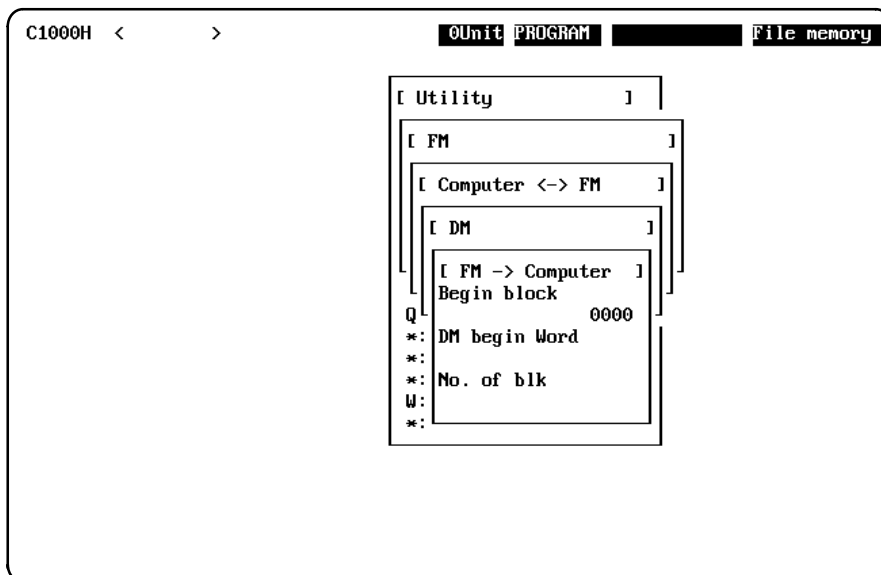 C1000H < > 0Unit PROGRAM File memory
[ Utility ]
[ FM ]
[ Computer <-> FM ]
[ DM ]
[ FM -> Computer ]
Begin block
Q 0000
*: DM begin Word
*:
*: No. of blk
W:
*: